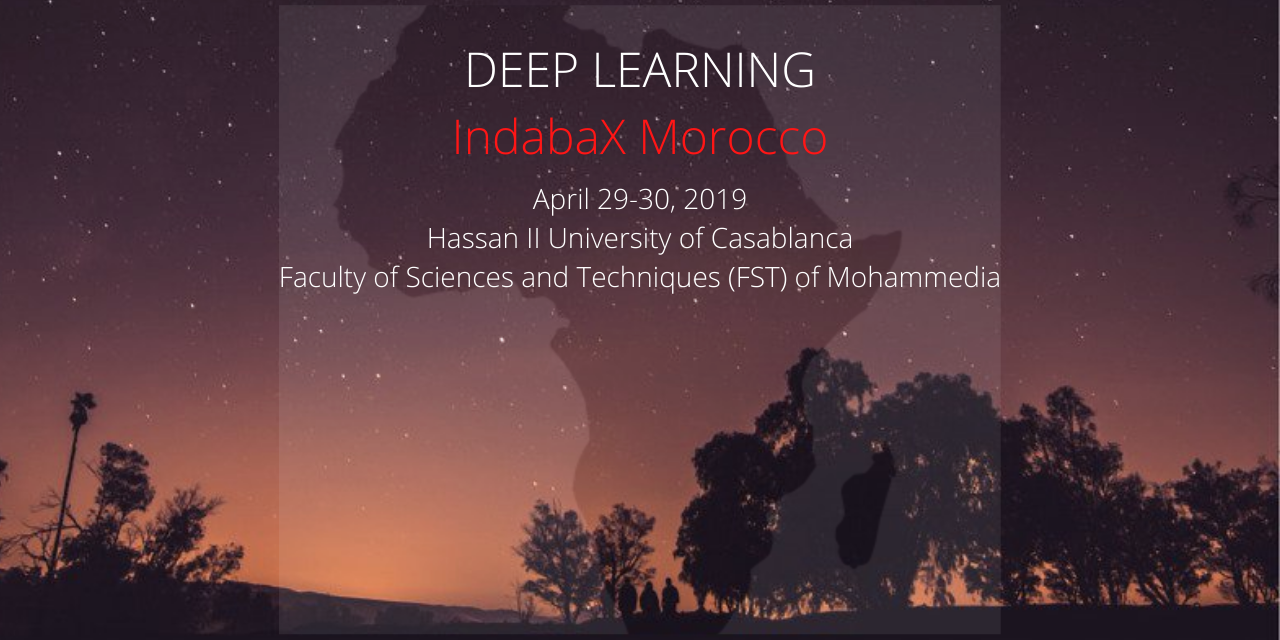 DEEP LEARNING
IndabaX Morocco
April 29-30, 2019
Hassan II University of Casablanca
Faculty of Sciences and Techniques (FST) of Mohammedia